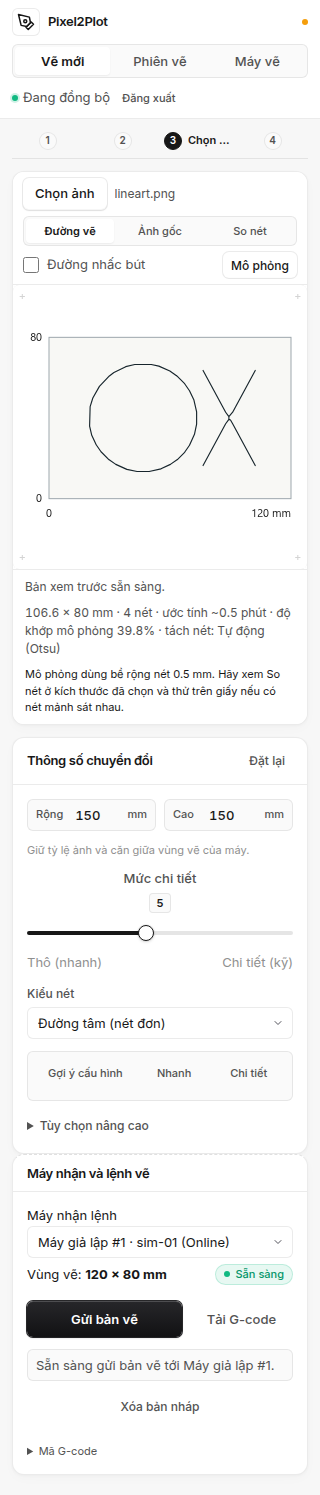 Pixel2Plot
Vẽ mới Phiên vẽ Máy vẽ
Đang đồng bộ Đăng xuất
1 2 3 Chọn ... 4
Chọn ảnh lineart.png
Đường vẽ Ảnh gốc So nét
Đường nhấc bút Mô phỏng
80
0
0 120 mm
Bản xem trước sẵn sàng.
106.6 × 80 mm · 4 nét · ước tính ~0.5 phút · độ
khớp mô phỏng 39.8% · tách nét: Tự động
(Otsu)
Mô phỏng dùng bề rộng nét 0.5 mm. Hãy xem So
nét ở kích thước đã chọn và thử trên giấy nếu có
nét mảnh sát nhau.
Thông số chuyển đổi Đặt lại
Rộng 150 mm Cao 150 mm
Giữ tỷ lệ ảnh và căn giữa vùng vẽ của máy.
Mức chi tiết
5
Thô (nhanh) Chi tiết (kỹ)
Kiểu nét
Đường tâm (nét đơn)
Gợi ý cấu hình Nhanh Chi tiết
Tùy chọn nâng cao
Máy nhận và lệnh vẽ
Máy nhận lệnh
Máy giả lập #1 · sim-01 (Online)
Vùng vẽ: 120 × 80 mm Sẵn sàng
Gửi bản vẽ Tải G-code
Sẵn sàng gửi bản vẽ tới Máy giả lập #1.
Xóa bản nháp
Mã G-code